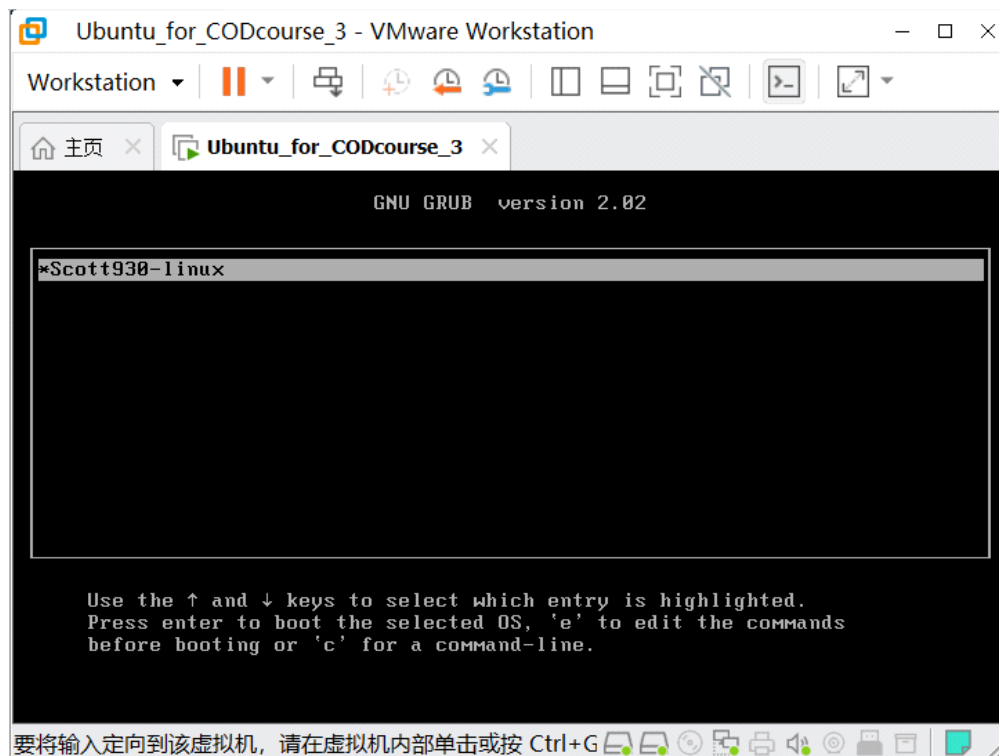 Ubuntu_for_CODcourse_3 - VMware Workstation
Workstation
主页
Ubuntu_for_CODcourse_3
GNU GRUB  version 2.02
*Scott930-linux
Use the ↑ and ↓ keys to select which entry is highlighted.
Press enter to boot the selected OS, `e' to edit the commands
before booting or `c' for a command-line.
要将输入定向到该虚拟机，请在虚拟机内部单击或按 Ctrl+G